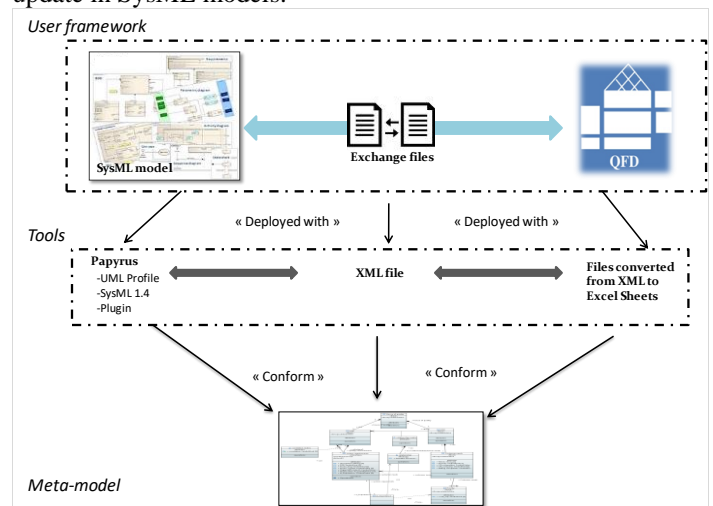 update in SysML models.
User framework
SysML model
Exchange files
QFD
« Deployed with »
« Deployed with »
Tools
Papyrus
-UML Profile
-SysML 1.4
-Plugin
XML file
Files converted
from XML to
Excel Sheets
« Conform »
« Conform »
Meta-model